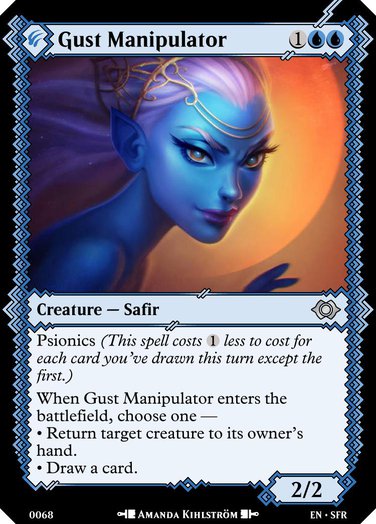 Gust Manipulator 1
Creature — Safir
Psionics (This spell costs 1 less to cost for
each card you've drawn this turn except the
first.)
When Gust Manipulator enters the
battlefield, choose one —
• Return target creature to its owner's
hand.
• Draw a card.
2/2
0068 Amanda Kihlström EN • SFR